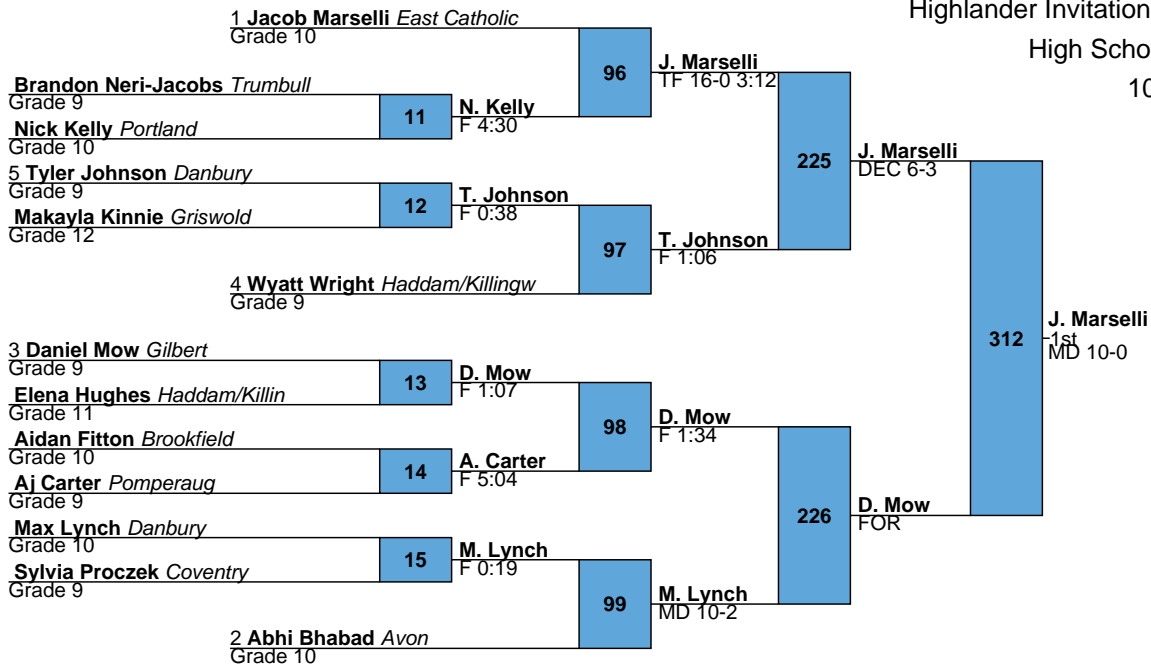 Highlander Invitation
High Scho
10
1 Jacob Marselli East Catholic
Grade 10
Brandon Neri-Jacobs Trumbull
Grade 9
11
Nick Kelly Portland
Grade 10
N. Kelly
F 4:30
96
J. Marselli
TF 16-0 3:12
5 Tyler Johnson Danbury
Grade 9
12
Makayla Kinnie Griswold
Grade 12
T. Johnson
F 0:38
97
4 Wyatt Wright Haddam/Killingw
Grade 9
T. Johnson
F 1:06
225
J. Marselli
DEC 6-3
3 Daniel Mow Gilbert
Grade 9
13
Elena Hughes Haddam/Killin
Grade 11
D. Mow
F 1:07
98
Aidan Fitton Brookfield
Grade 10
14
Aj Carter Pomperaug
Grade 9
A. Carter
F 5:04
D. Mow
F 1:34
Max Lynch Danbury
Grade 10
15
Sylvia Proczek Coventry
Grade 9
M. Lynch
F 0:19
99
2 Abhi Bhabad Avon
Grade 10
M. Lynch
MD 10-2
226
D. Mow
FOR
312
J. Marselli
1st
MD 10-0